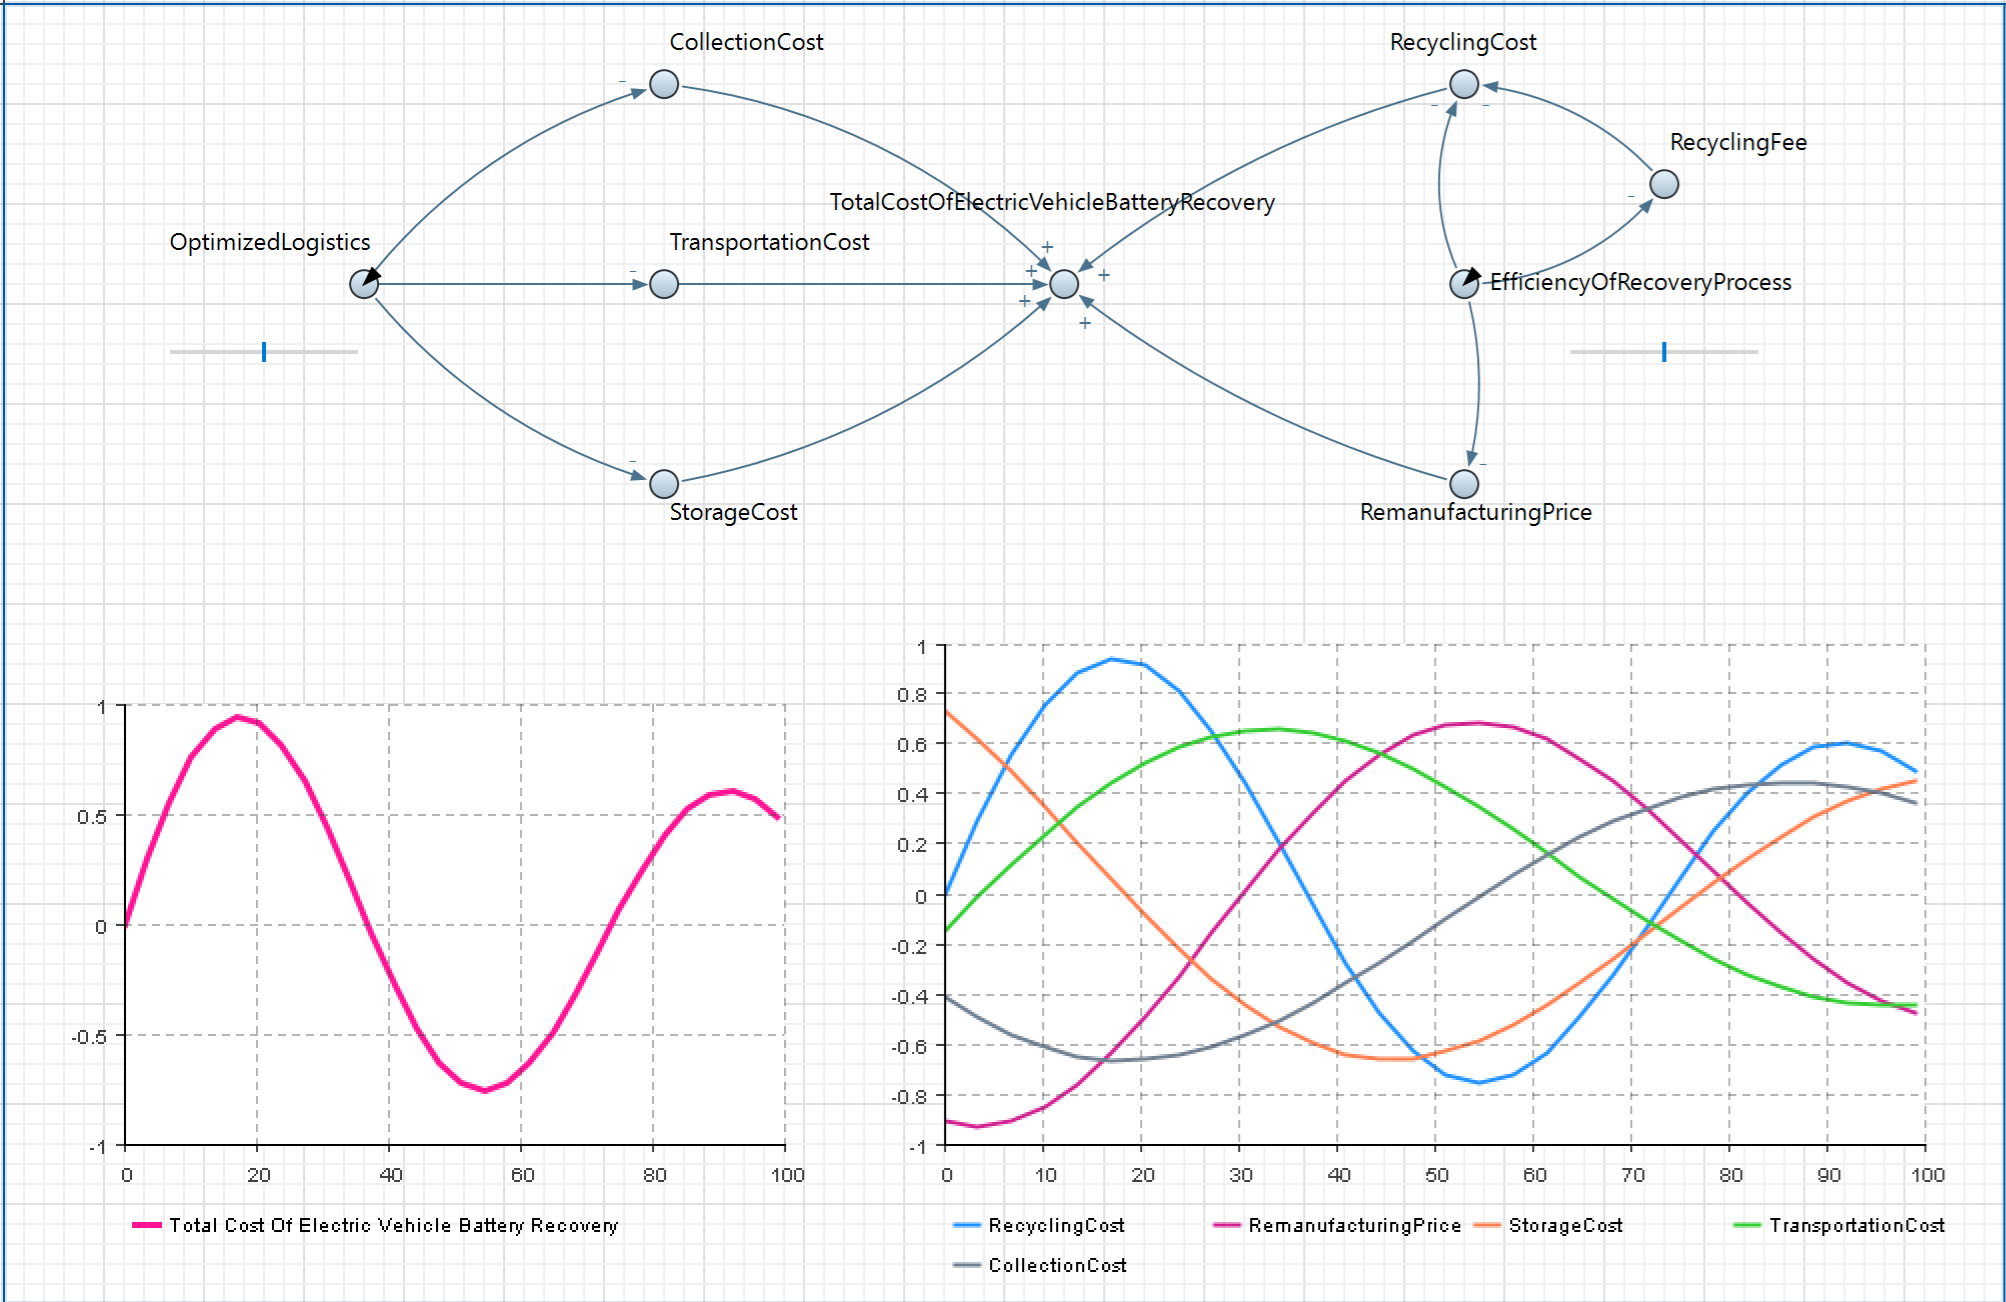 CollectionCost
RecyclingCost
RecyclingFee
TotalCostOfElectricVehicleBatteryRecovery
OptimizedLogistics
TransportationCost
EfficiencyOfRecoveryProcess
StorageCost
RemanufacturingPrice
- - - - - - - -
+ + + + +
1
0.5
0
-0.5
-1
0 20 40 60 80 100
Total Cost Of Electric Vehicle Battery Recovery
1
0.8
0.6
0.4
0.2
0
-0.2
-0.4
-0.6
-0.8
-1
0 10 20 30 40 50 60 70 80 90 100
RecyclingCost RemanufacturingPrice StorageCost TransportationCost
CollectionCost